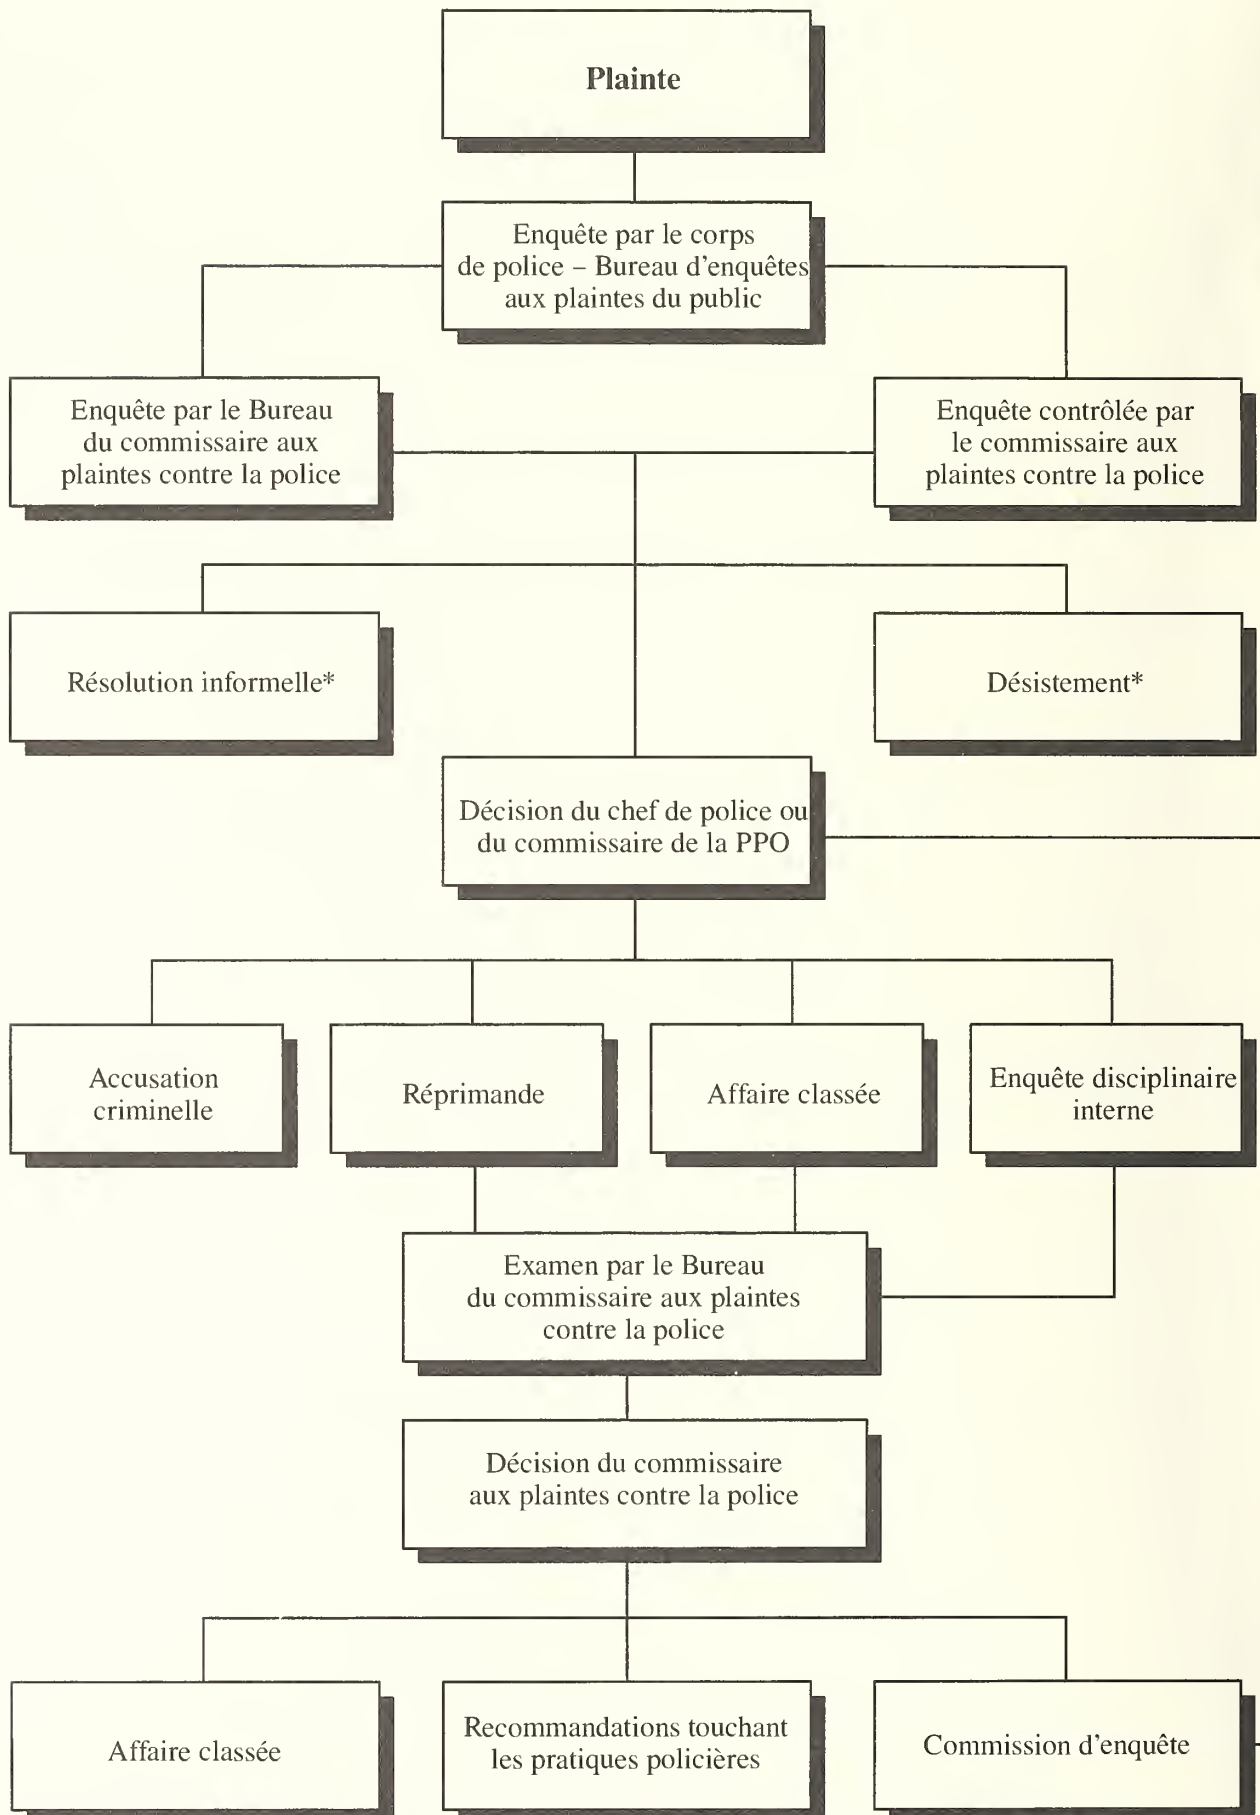 Plainte
Enquête par le corps
de police – Bureau d'enquêtes
aux plaintes du public
Enquête par le Bureau
du commissaire aux
plaintes contre la police
Enquête contrôlée par
le commissaire aux
plaintes contre la police
Résolution informelle*
Désistement*
Décision du chef de police ou
du commissaire de la PPO
Accusation
criminelle
Réprimande
Affaire classée
Enquête disciplinaire
interne
Examen par le Bureau
du commissaire aux plaintes
contre la police
Décision du commissaire
aux plaintes contre la police
Affaire classée
Recommandations touchant
les pratiques policières
Commission d'enquête